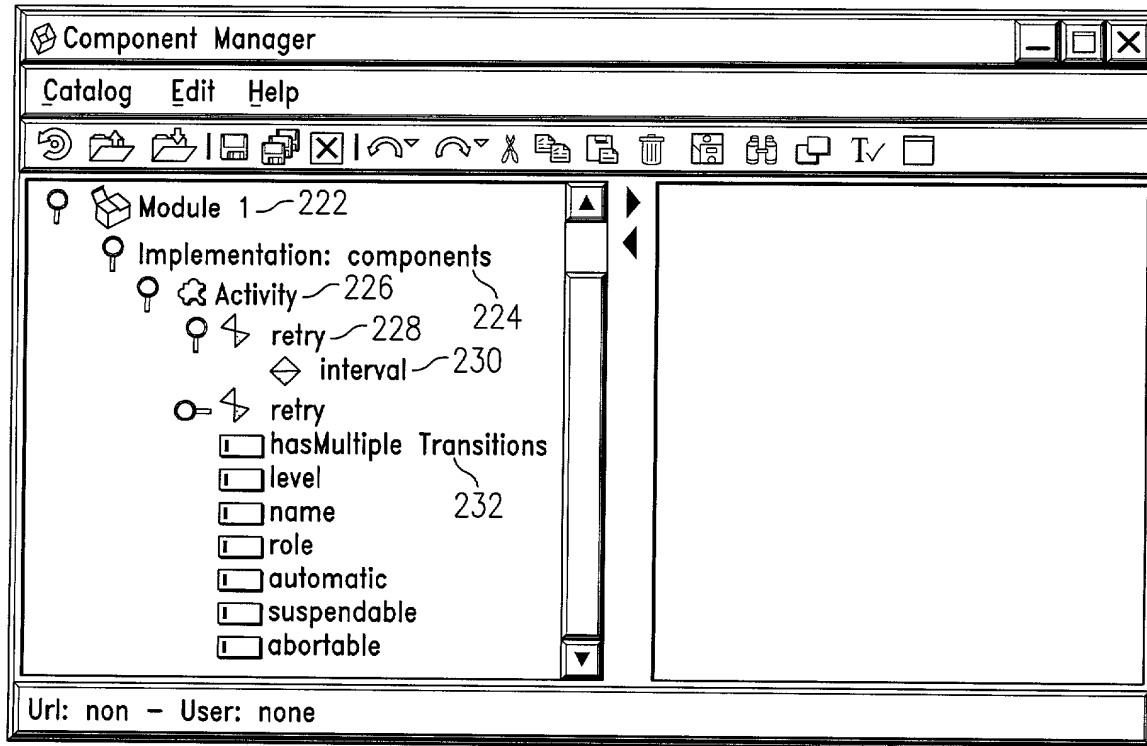 Component Manager
Catalog Edit Help
T
Module 1 222
Implementation: components
Activity 226 224
retry 228
interval 230
retry
hasMultiple Transitions
level
name 232
role
automatic
suspendable
abortable
Url: non – User: none